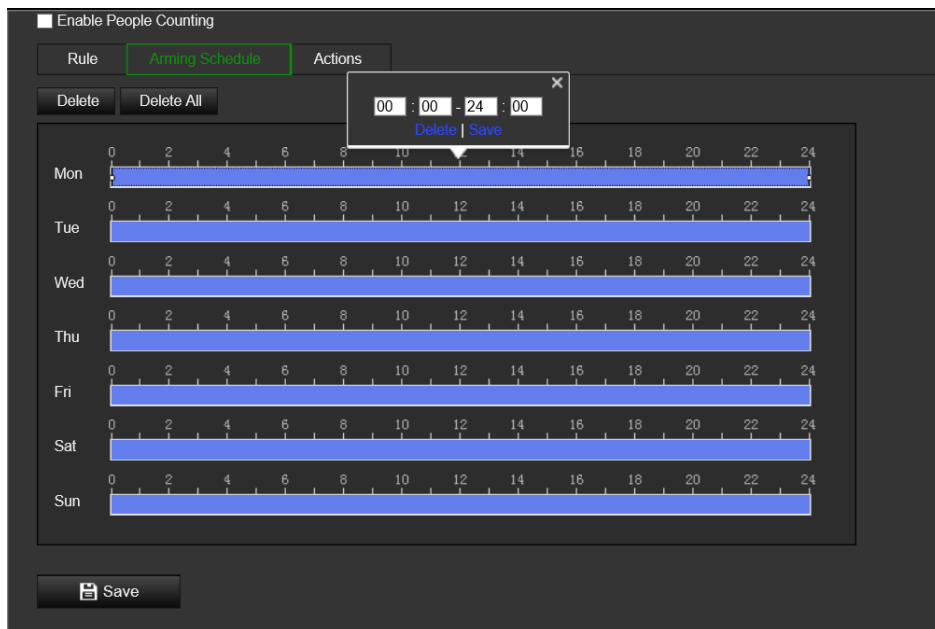 Enable People Counting
Rule Arming Schedule Actions
Delete Delete All
00 : 00 - 24 : 00
Delete | Save
0 2 4 6 8 10 12 14 16 18 20 22 24
Mon
0 2 4 6 8 10 12 14 16 18 20 22 24
Tue
0 2 4 6 8 10 12 14 16 18 20 22 24
Wed
0 2 4 6 8 10 12 14 16 18 20 22 24
Thu
0 2 4 6 8 10 12 14 16 18 20 22 24
Fri
0 2 4 6 8 10 12 14 16 18 20 22 24
Sat
0 2 4 6 8 10 12 14 16 18 20 22 24
Sun
Save